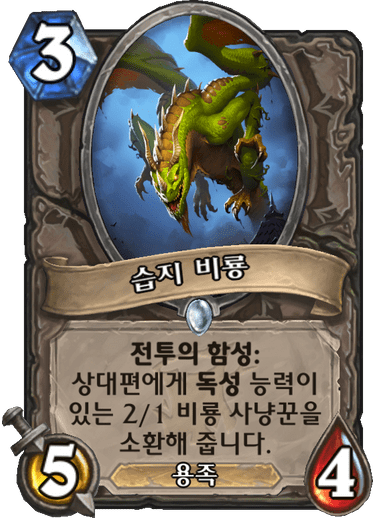 3
습지 비룡
전투의 함성:
상대편에게 독성 능력이
있는 2/1 비룡 사냥꾼을
소환해 줍니다.
5
용족
4